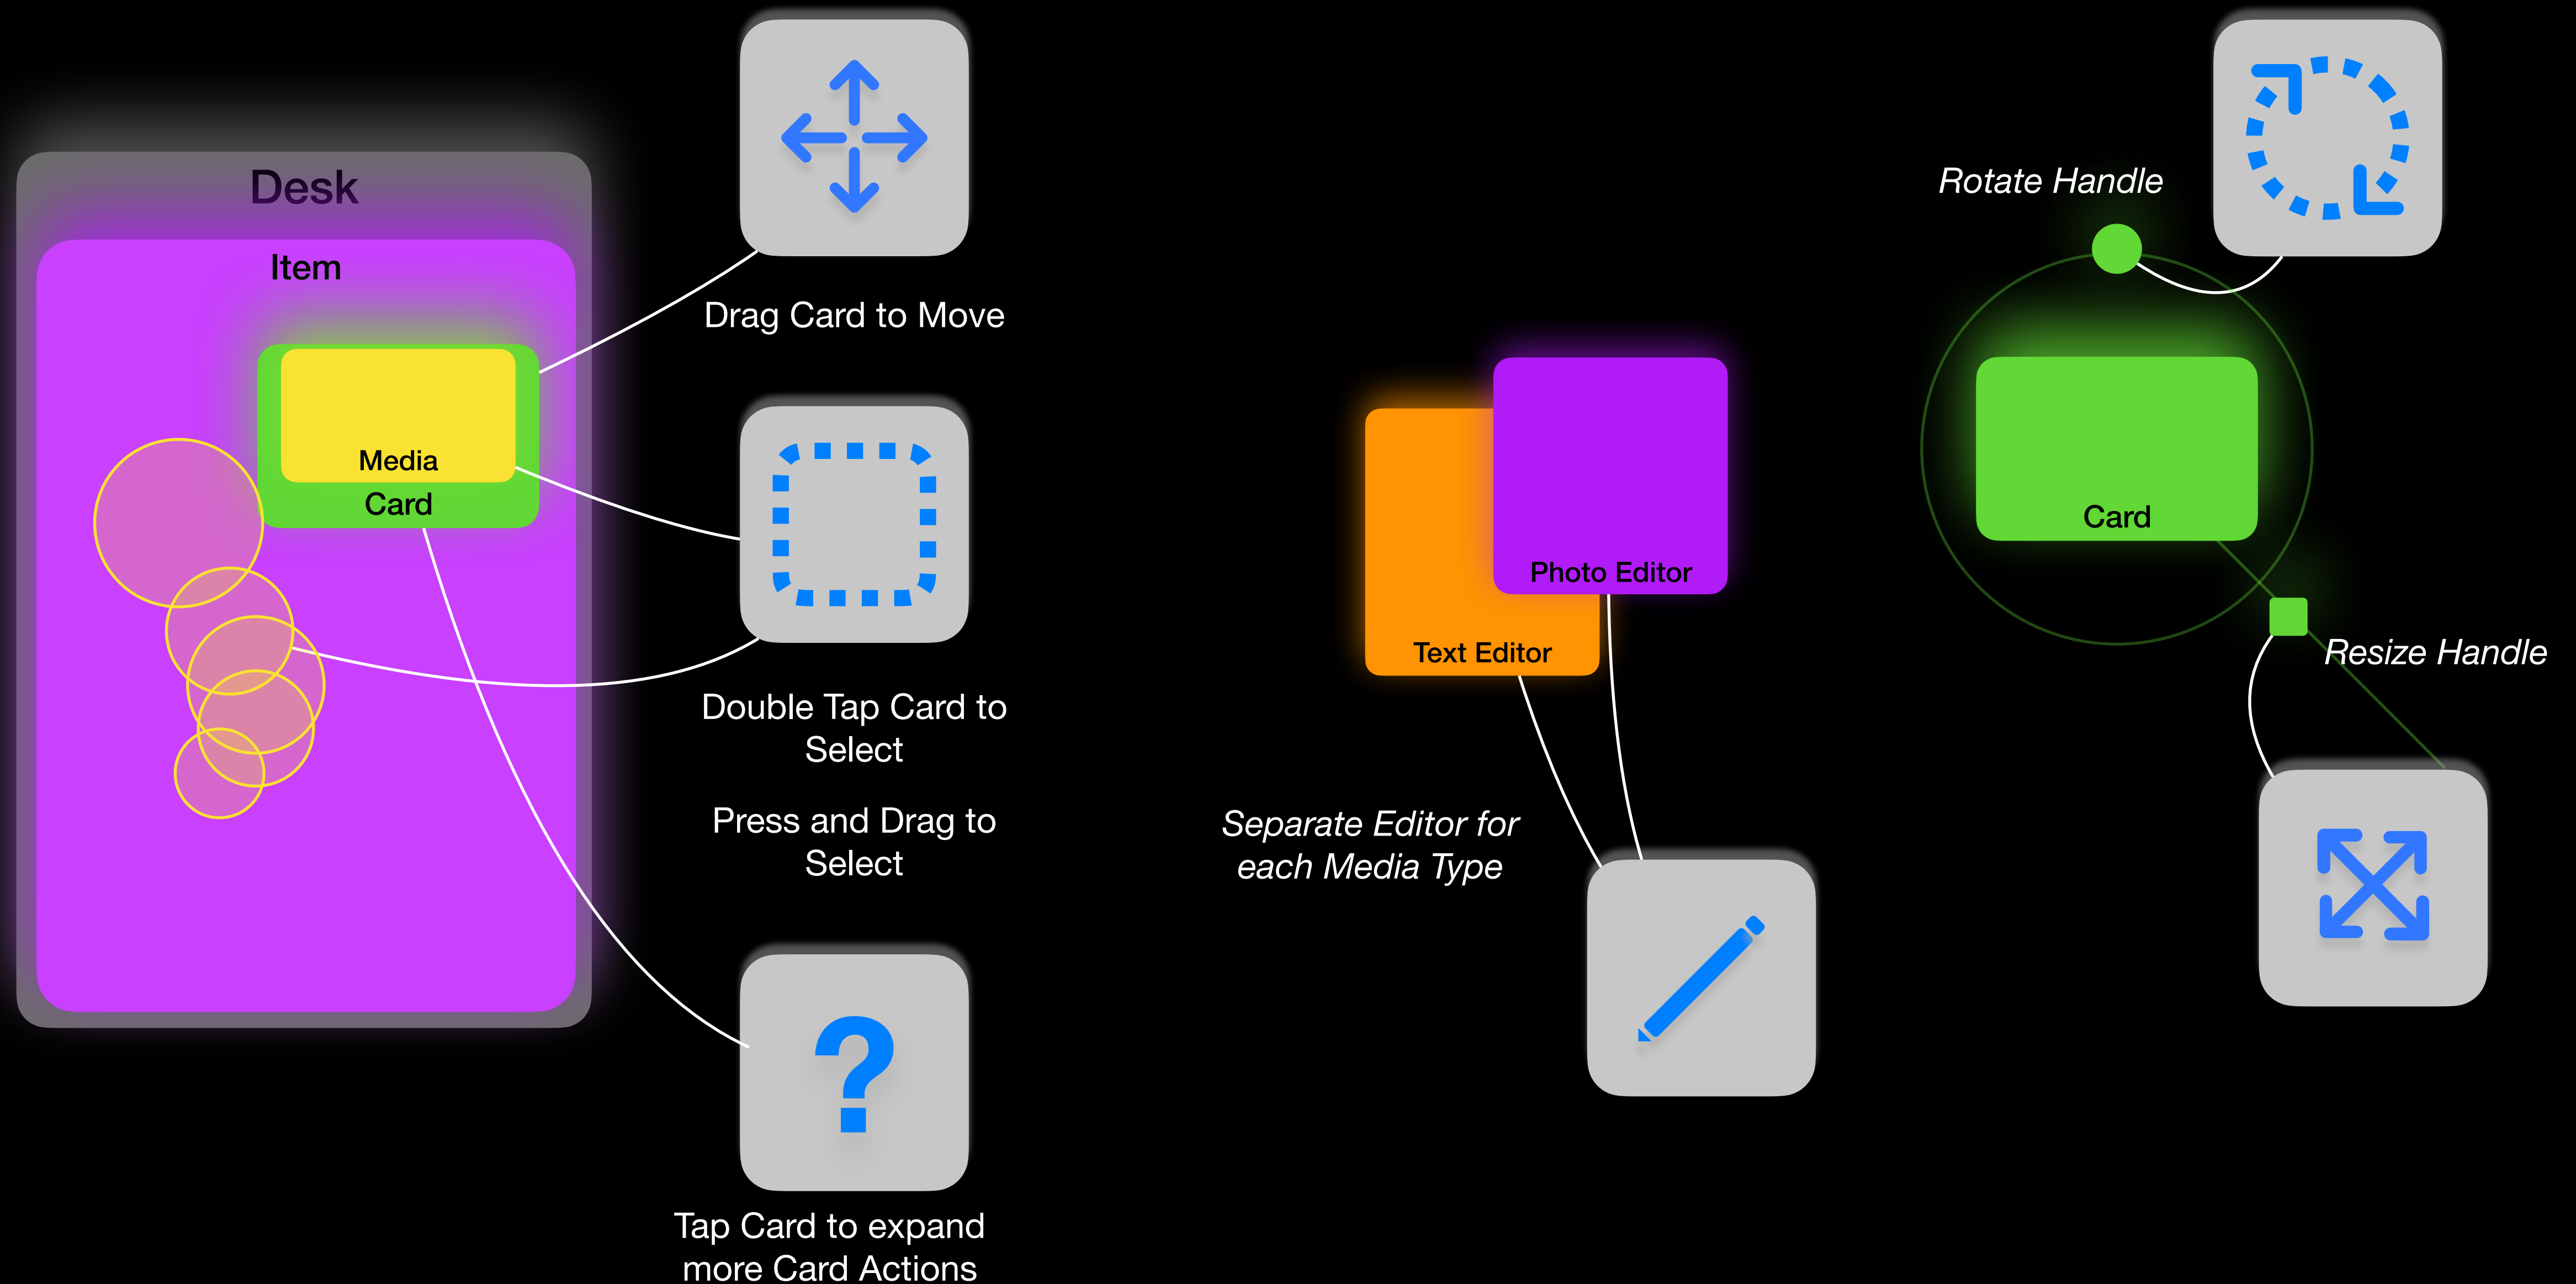 Desk
Item
Media
Card
Drag Card to Move
Double Tap Card to
Select
Press and Drag to
Select
?
Tap Card to expand
more Card Actions
Photo Editor
Text Editor
Separate Editor for
each Media Type
Rotate Handle
Card
Resize Handle